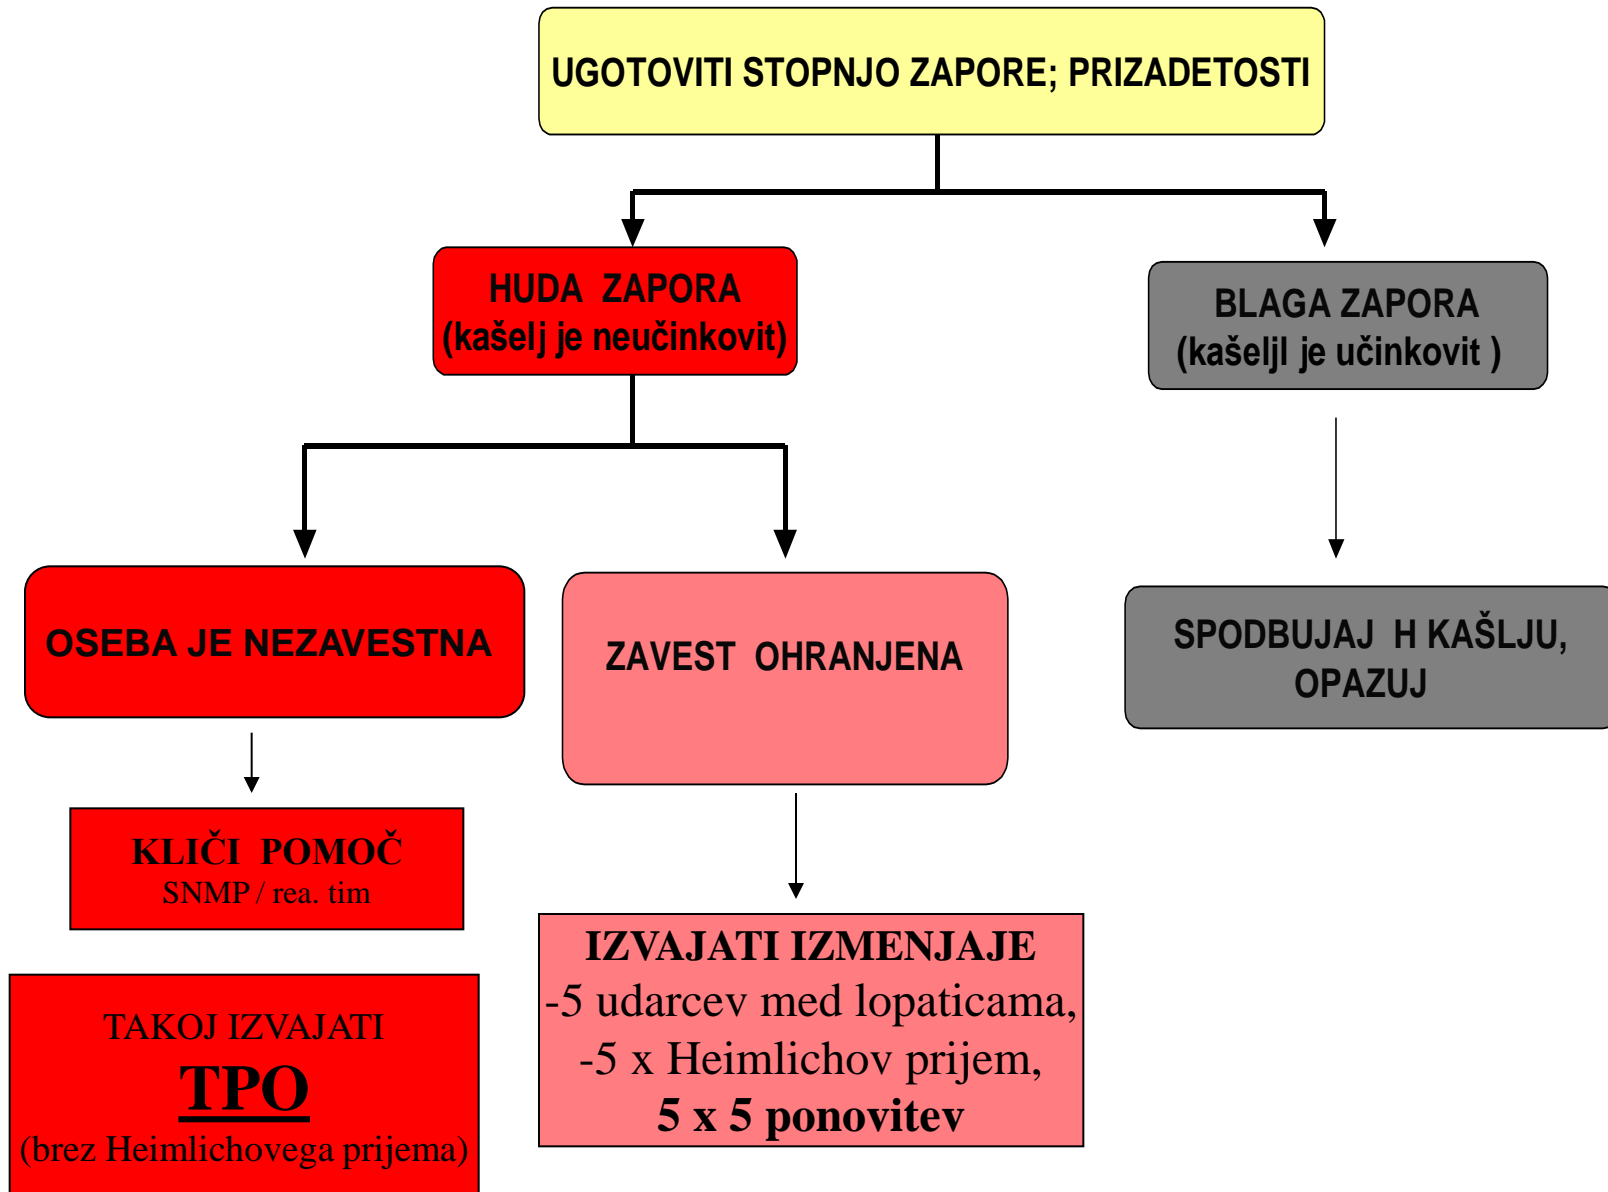 UGOTOVITI STOPNJO ZAPORE; PRIZADETOSTI
HUDA ZAPORA
(kašelj je neučinkovit)
BLAGA ZAPORA
(kašeljl je učinkovit )
OSEBA JE NEZAVESTNA
ZAVEST OHRANJENA
SPODBUJAJ H KAŠLJU,
OPAZUJ
KLIČI POMOČ
SNMP / rea. tim
IZVAJATI IZMENJAJE
-5 udarcev med lopaticama,
-5 x Heimlichov prijem,
5 x 5 ponovitev
TAKOJ IZVAJATI
TPO
(brez Heimlichovega prijema)